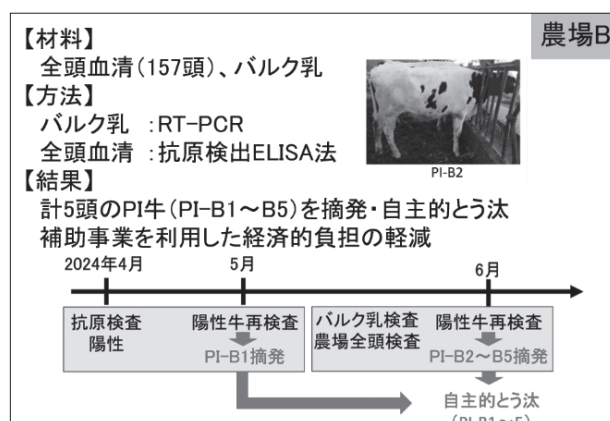 農場B
【材料】
全頭血清(157頭)、バルク乳
【方法】
バルク乳 :RT-PCR
全頭血清:抗原検出ELISA法
PI-B2
【結果】
計5頭のPI牛(PI-B1～B5)を摘発・自主的とう汰
補助事業を利用した経済的負担の軽減
2024年4月
5月
6月
抗原検査
陽性
陽性牛再検査
PI-B1摘発
バルク乳検査
農場全頭検査
陽性牛再検査
PI-B2～B5摘発
自主的とう汰